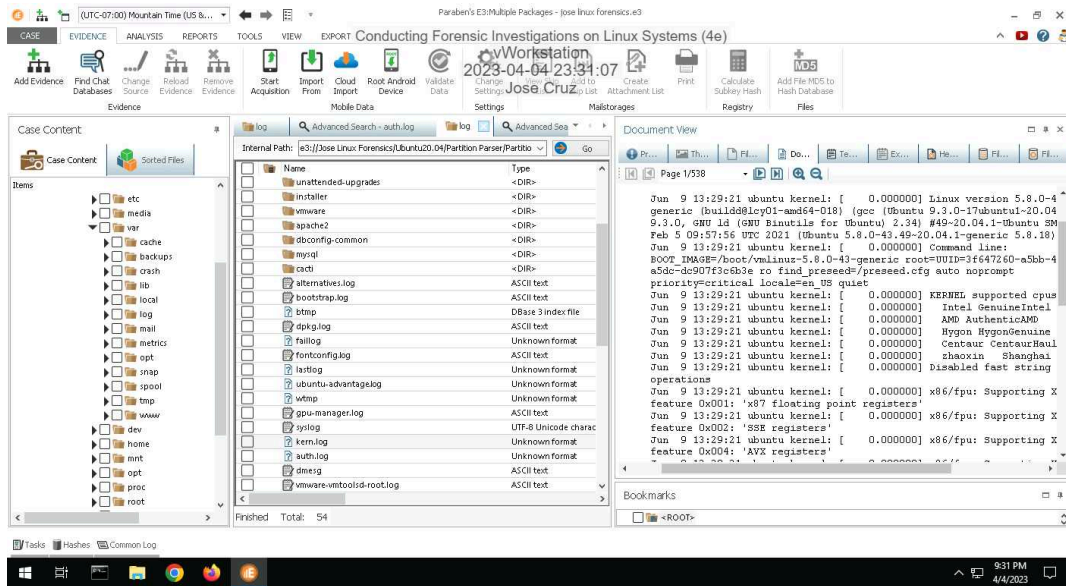 (UTC-07:00) Mountain Time (US &...
Paraben's E3:Multiple Packages - jose linux forensics.e3
CASE EVIDENCE ANALYSIS REPORTS TOOLS VIEW EXPORT
Conducting Forensic Investigations on Linux Systems (4e)
vWorkstation
2023-04-04 23:31:07
Jose Cruz
Add Evidence
Find Chat Databases
Change Source
Reload Evidence
Remove Evidence
Start Acquisition
Import From
Cloud Import
Root Android Device
Validate Data
Change Settings
Create Attachment List
Print
Calculate Subkey Hash
MD5
Add File MD5 to Hash Database
Evidence
Mobile Data
Settings
Mailstorages
Registry
Files
Case Content
Case Content
Sorted Files
Items
etc
media
var
cache
backups
crash
lib
local
log
mail
metrics
opt
snap
spool
tmp
www
dev
home
mnt
opt
proc
root
log
Advanced Search - auth.log
log
Advanced Sea
Internal Path: e3://Jose Linux Forensics/Ubuntu20.04/Partition Parser/Partitio
Go
Name Type
unattended-upgrades <DIR>
installer <DIR>
vmware <DIR>
apache2 <DIR>
dbconfig-common <DIR>
mysql <DIR>
cacti <DIR>
alternatives.log ASCII text
bootstrap.log ASCII text
btmp DBase 3 index file
dpkg.log ASCII text
faillog Unknown format
fontconfig.log ASCII text
lastlog Unknown format
ubuntu-advantage.log Unknown format
wtmp Unknown format
gpu-manager.log ASCII text
syslog UTF-8 Unicode charac
kern.log Unknown format
auth.log Unknown format
dmesg ASCII text
vmware-vmtoolsd-root.log ASCII text
Finished Total: 54
Document View
Pr... Th... Fil... Do... Te... Ex... He... Fil... Fil...
Page 1/538
Jun 9 13:29:21 ubuntu kernel: [ 0.000000] Linux version 5.8.0-4
generic (buildd@lcy01-amd64-018) (gcc (Ubuntu 9.3.0-17ubuntu1~20.04
9.3.0, GNU ld (GNU Binutils for Ubuntu) 2.34) #49~20.04.1-Ubuntu SM
Feb 5 09:57:56 UTC 2021 (Ubuntu 5.8.0-43.49~20.04.1-generic 5.8.18)
Jun 9 13:29:21 ubuntu kernel: [ 0.000000] Command line:
BOOT_IMAGE=/boot/vmlinuz-5.8.0-43-generic root=UUID=3f647260-a5bb-4
a5dc-dc907f3c6b3e ro find_preseed=/preseed.cfg auto noprompt
priority=critical locale=en_US quiet
Jun 9 13:29:21 ubuntu kernel: [ 0.000000] KERNEL supported cpus
Jun 9 13:29:21 ubuntu kernel: [ 0.000000] Intel GenuineIntel
Jun 9 13:29:21 ubuntu kernel: [ 0.000000] AMD AuthenticAMD
Jun 9 13:29:21 ubuntu kernel: [ 0.000000] Hygon HygonGenuine
Jun 9 13:29:21 ubuntu kernel: [ 0.000000] Centaur CentaurHaul
Jun 9 13:29:21 ubuntu kernel: [ 0.000000] zhaoxin Shanghai
Jun 9 13:29:21 ubuntu kernel: [ 0.000000] Disabled fast string
operations
Jun 9 13:29:21 ubuntu kernel: [ 0.000000] x86/fpu: Supporting X
feature 0x001: 'x87 floating point registers'
Jun 9 13:29:21 ubuntu kernel: [ 0.000000] x86/fpu: Supporting X
feature 0x002: 'SSE registers'
Jun 9 13:29:21 ubuntu kernel: [ 0.000000] x86/fpu: Supporting X
feature 0x004: 'AVX registers'
Bookmarks
<ROOT>
Tasks Hashes Common Log
9:31 PM
4/4/2023